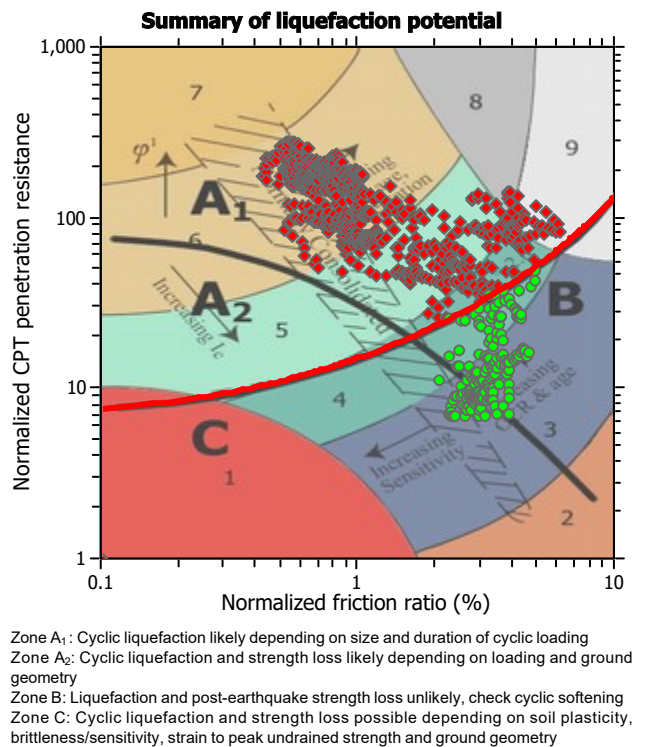 Summary of liquefaction potential
1,000
7
8
9
φ'
A1
100
6
A2
Increasing Ic
Consolidated
B
5
10
4
Increasing
Sensitivity
& age
C
3
1
2
1
0.1
1
10
Normalized CPT penetration resistance
Normalized friction ratio (%)
Zone A1: Cyclic liquefaction likely depending on size and duration of cyclic loading
Zone A2: Cyclic liquefaction and strength loss likely depending on loading and ground
geometry
Zone B: Liquefaction and post-earthquake strength loss unlikely, check cyclic softening
Zone C: Cyclic liquefaction and strength loss possible depending on soil plasticity,
brittleness/sensitivity, strain to peak undrained strength and ground geometry